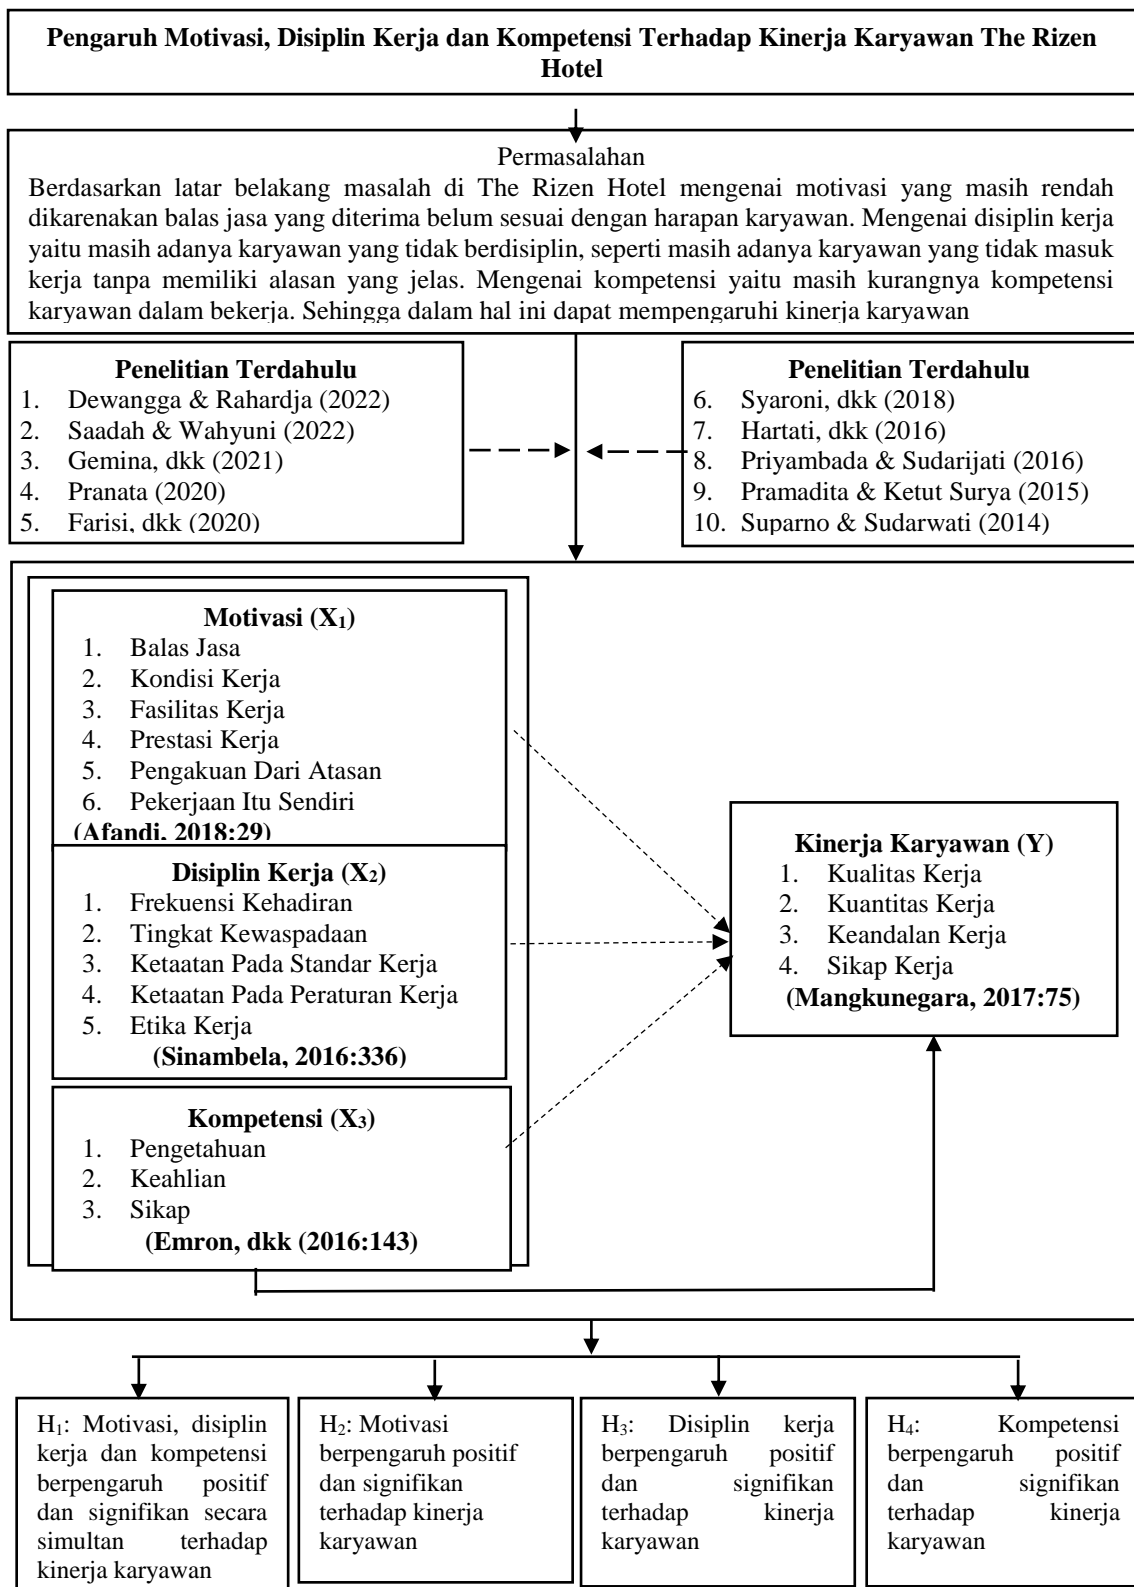 Pengaruh Motivasi, Disiplin Kerja dan Kompetensi Terhadap Kinerja Karyawan The Rizen
Hotel
Permasalahan
Berdasarkan latar belakang masalah di The Rizen Hotel mengenai motivasi yang masih rendah
dikarenakan balas jasa yang diterima belum sesuai dengan harapan karyawan. Mengenai disiplin kerja
yaitu masih adanya karyawan yang tidak berdisiplin, seperti masih adanya karyawan yang tidak masuk
kerja tanpa memiliki alasan yang jelas. Mengenai kompetensi yaitu masih kurangnya kompetensi
karyawan dalam bekerja. Sehingga dalam hal ini dapat mempengaruhi kinerja karyawan
Penelitian Terdahulu
1. Dewangga & Rahardja (2022)
2. Saadah & Wahyuni (2022)
3. Gemina, dkk (2021)
4. Pranata (2020)
5. Farisi, dkk (2020)
Penelitian Terdahulu
6. Syaroni, dkk (2018)
7. Hartati, dkk (2016)
8. Priyambada & Sudarijati (2016)
9. Pramadita & Ketut Surya (2015)
10. Suparno & Sudarwati (2014)
Motivasi (X₁)
1. Balas Jasa
2. Kondisi Kerja
3. Fasilitas Kerja
4. Prestasi Kerja
5. Pengakuan Dari Atasan
6. Pekerjaan Itu Sendiri
(Afandi, 2018:29)
Disiplin Kerja (X₂)
1. Frekuensi Kehadiran
2. Tingkat Kewaspadaan
3. Ketaatan Pada Standar Kerja
4. Ketaatan Pada Peraturan Kerja
5. Etika Kerja
(Sinambela, 2016:336)
Kompetensi (X₃)
1. Pengetahuan
2. Keahlian
3. Sikap
(Emron, dkk (2016:143)
Kinerja Karyawan (Y)
1. Kualitas Kerja
2. Kuantitas Kerja
3. Keandalan Kerja
4. Sikap Kerja
(Mangkunegara, 2017:75)
H₁: Motivasi, disiplin
kerja dan kompetensi
berpengaruh positif
dan signifikan secara
simultan terhadap
kinerja karyawan
H₂: Motivasi
berpengaruh positif
dan signifikan
terhadap kinerja
karyawan
H₃: Disiplin kerja
berpengaruh positif
dan signifikan
terhadap kinerja
karyawan
H₄: Kompetensi
berpengaruh positif
dan signifikan
terhadap kinerja
karyawan